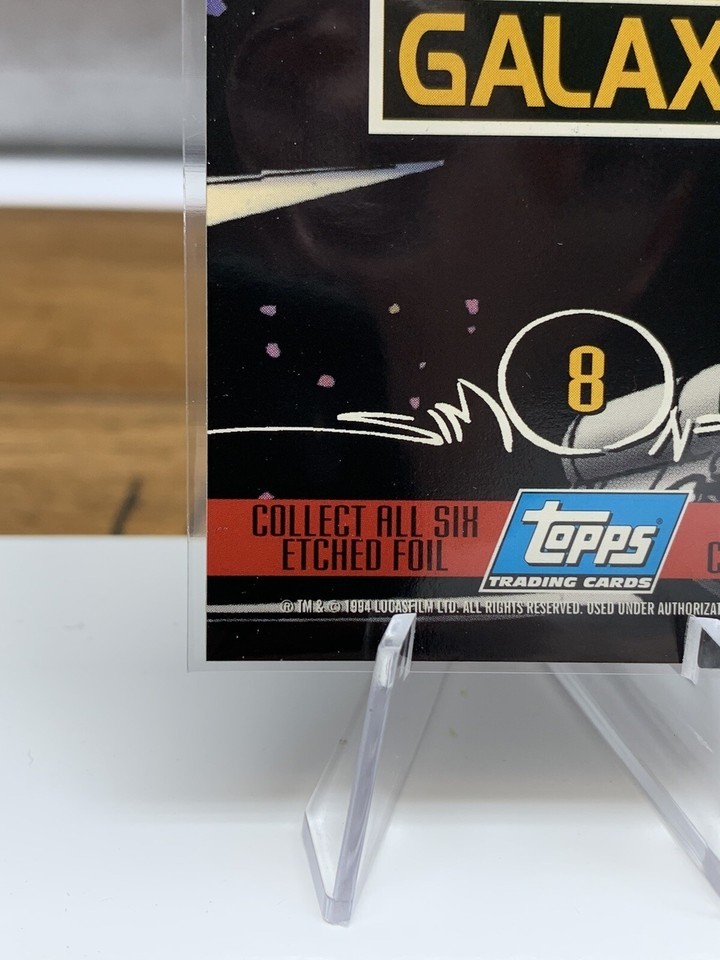 GALAX
8
SIM N
COLLECT ALL SIX
ETCHED FOIL
topps®
TRADING CARDS
C
® TM & © 1994 LUCASFILM LTD. ALL RIGHTS RESERVED. USED UNDER AUTHORIZAT